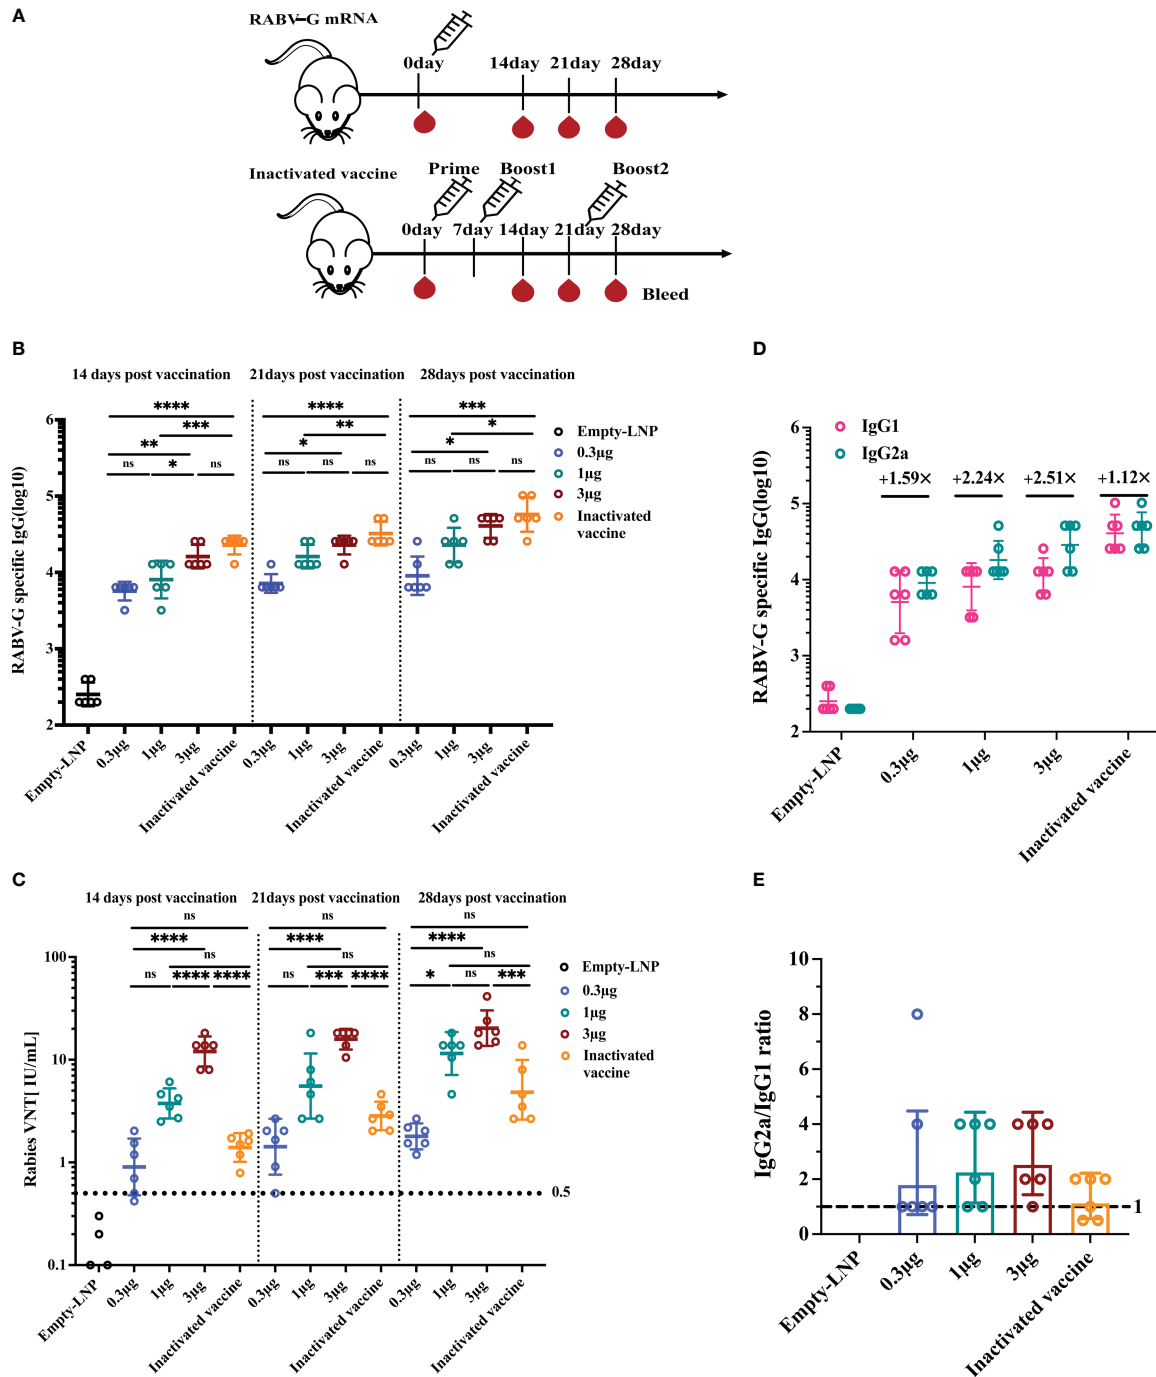 A
RABV-G mRNA
0day 14day 21day 28day
Inactivated vaccine
Prime Boost1 Boost2
0day 7day 14day 21day 28day
Bleed
B
14 days post vaccination 21days post vaccination 28days post vaccination
**** **** ***
*** ** *
** * *
ns * ns ns ns ns ns ns ns
RABV-G specific IgG(log10)
6
5
4
3
2
Empty-LNP
0.3μg
1μg
3μg
Inactivated vaccine
0.3μg
1μg
3μg
Inactivated vaccine
0.3μg
1μg
3μg
Inactivated vaccine
Empty-LNP
0.3μg
1μg
3μg
Inactivated
vaccine
D
IgG1
IgG2a
+1.59× +2.24× +2.51× +1.12×
RABV-G specific IgG(log10)
6
5
4
3
2
Empty-LNP
0.3μg
1μg
3μg
Inactivated vaccine
C
14 days post vaccination 21days post vaccination 28days post vaccination
ns ns ns
**** **** ****
ns ns ns
ns **** **** ns *** **** * ns ***
Rabies VNT[ IU/mL]
100
10
1
0.1
0.5
Empty-LNP
0.3μg
1μg
3μg
Inactivated vaccine
0.3μg
1μg
3μg
Inactivated vaccine
0.3μg
1μg
3μg
Inactivated vaccine
Empty-LNP
0.3μg
1μg
3μg
Inactivated
vaccine
E
IgG2a/IgG1 ratio
10
8
6
4
2
0
1
Empty-LNP
0.3μg
1μg
3μg
Inactivated vaccine